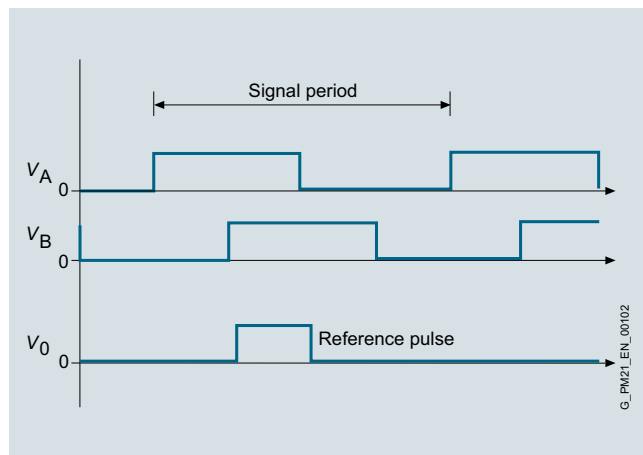 Signal period
VA
0
VB
0
V0
0
Reference pulse
G_PM21_EN_00102